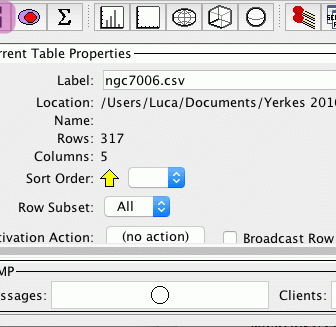 Σ
urrent Table Properties
Label: ngc7006.csv
Location: /Users/Luca/Documents/Yerkes 201
Name:
Rows: 317
Columns: 5
Sort Order:
Row Subset: All
tivation Action: (no action) Broadcast Row
MP
ssages: Clients: